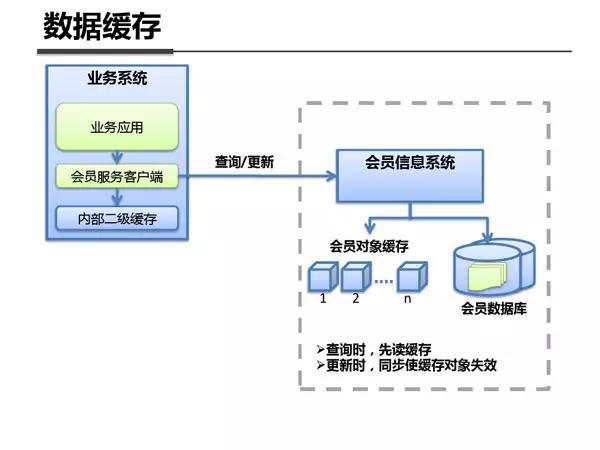 数据缓存
业务系统
业务应用
会员服务客户端
内部二级缓存
查询/更新
会员信息系统
会员对象缓存
1 2 .... n
会员数据库
➢查询时，先读缓存
➢更新时，同步使缓存对象失效